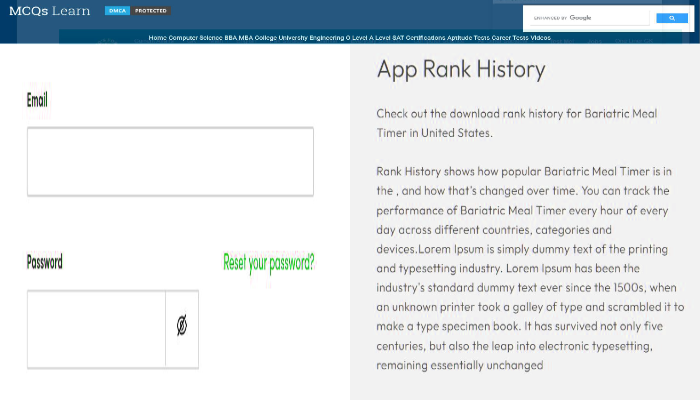 MCQs Learn DMCA PROTECTED
ENHANCED BY Google
Home Computer Science BBA MBA College University Engineering O Level A Level SAT Certifications Aptitude Tests Career Tests Videos
Email
Password
Reset your password?
App Rank History
Check out the download rank history for Bariatric Meal
Timer in United States.
Rank History shows how popular Bariatric Meal Timer is in
the , and how that's changed over time. You can track the
performance of Bariatric Meal Timer every hour of every
day across different countries, categories and
devices.Lorem Ipsum is simply dummy text of the printing
and typesetting industry. Lorem Ipsum has been the
industry's standard dummy text ever since the 1500s, when
an unknown printer took a galley of type and scrambled it to
make a type specimen book. It has survived not only five
centuries, but also the leap into electronic typesetting,
remaining essentially unchanged